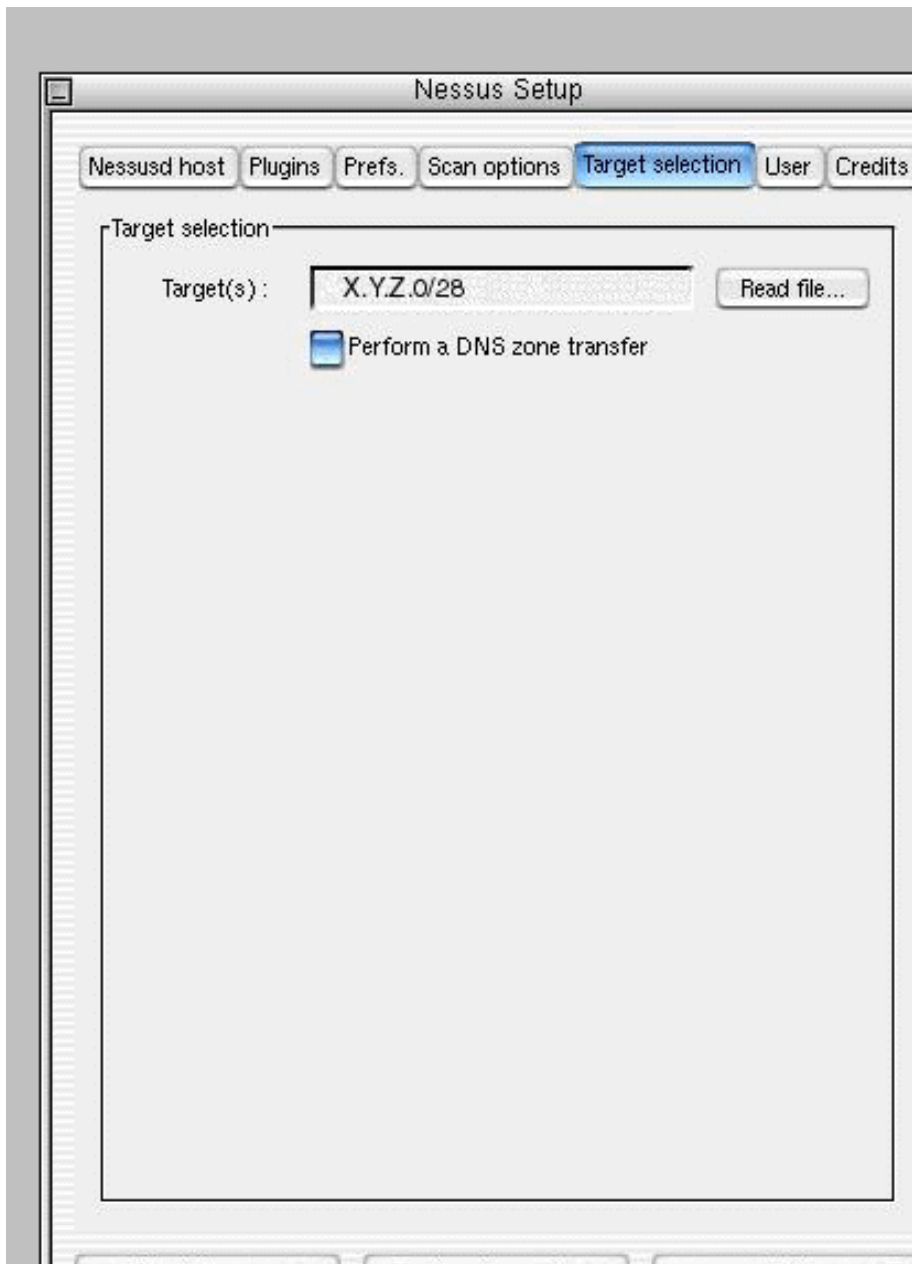 Nessus Setup
Nessusd host Plugins Prefs. Scan options Target selection User Credits
Target selection
Target(s) : X.Y.Z.0/28 Read file...
Perform a DNS zone transfer